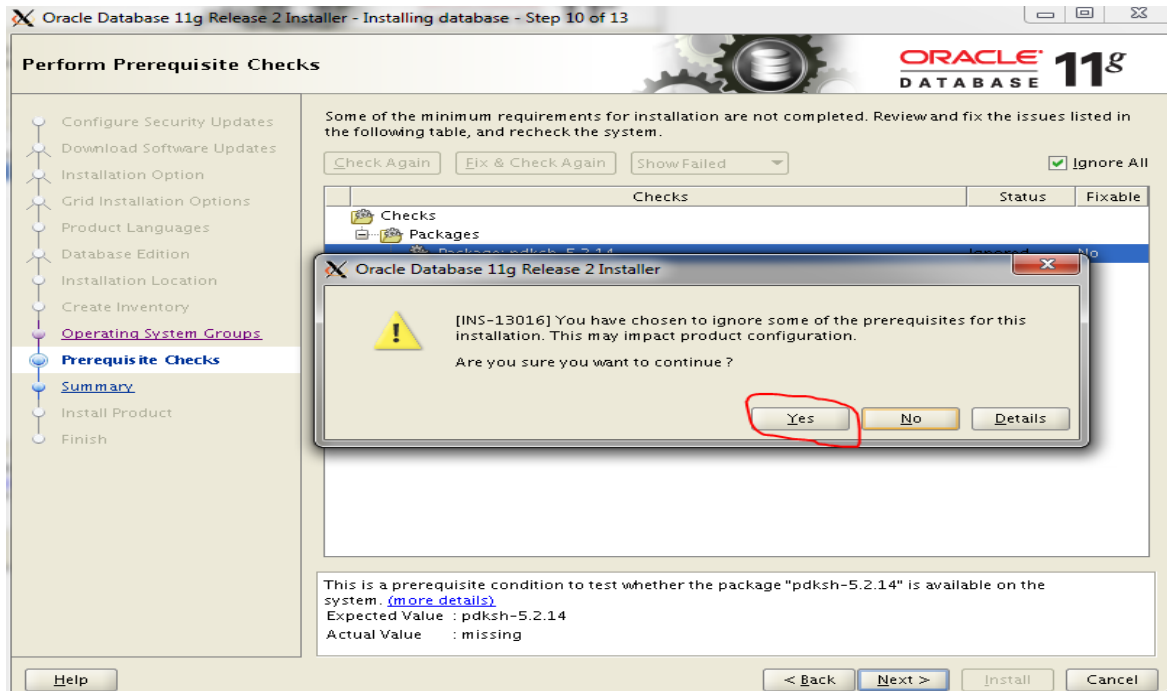 Oracle Database 11g Release 2 Installer - Installing database - Step 10 of 13
Perform Prerequisite Checks
ORACLE
DATABASE
11g
Configure Security Updates
Download Software Updates
Installation Option
Grid Installation Options
Product Languages
Database Edition
Installation Location
Create Inventory
Operating System Groups
Prerequisite Checks
Summary
Install Product
Finish
Some of the minimum requirements for installation are not completed. Review and fix the issues listed in
the following table, and recheck the system.
Check Again
Fix & Check Again
Show Failed
Ignore All
Checks Status Fixable
Checks
Packages
Package: pdksh-5.2.14 Ignored No
Oracle Database 11g Release 2 Installer
[INS-13016] You have chosen to ignore some of the prerequisites for this
installation. This may impact product configuration.
Are you sure you want to continue?
Yes No Details
This is a prerequisite condition to test whether the package "pdksh-5.2.14" is available on the
system. (more details)
Expected Value : pdksh-5.2.14
Actual Value : missing
Help < Back Next > Install Cancel